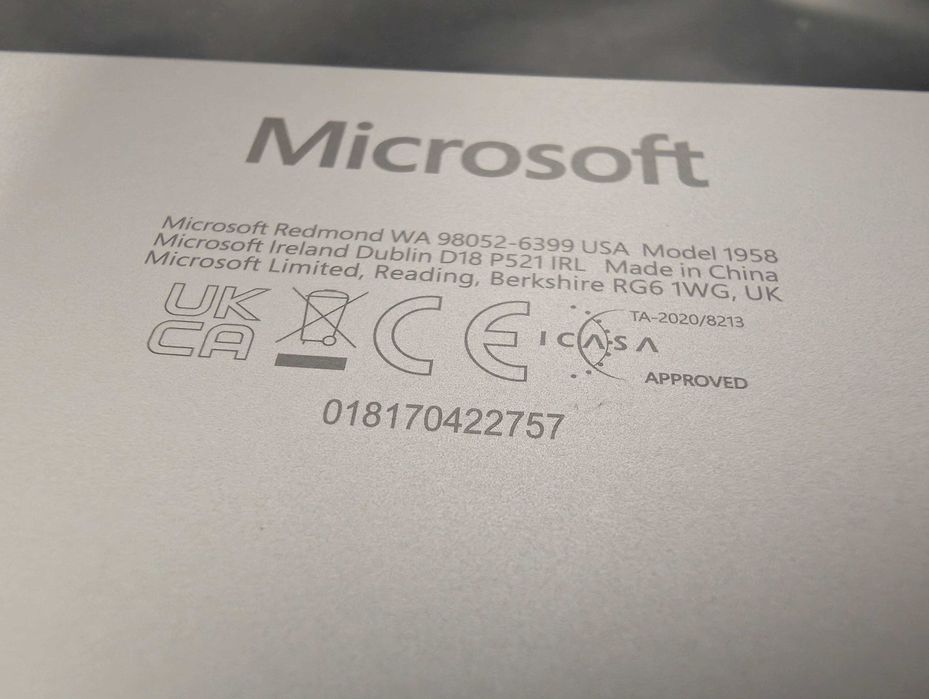 Microsoft
Microsoft Redmond WA 98052-6399 USA Model 1958
Microsoft Ireland Dublin D18 P521 IRL Made in China
Microsoft Limited, Reading, Berkshire RG6 1WG, UK
UK
CA
CE
TA-2020/8213
ICASA
APPROVED
018170422757